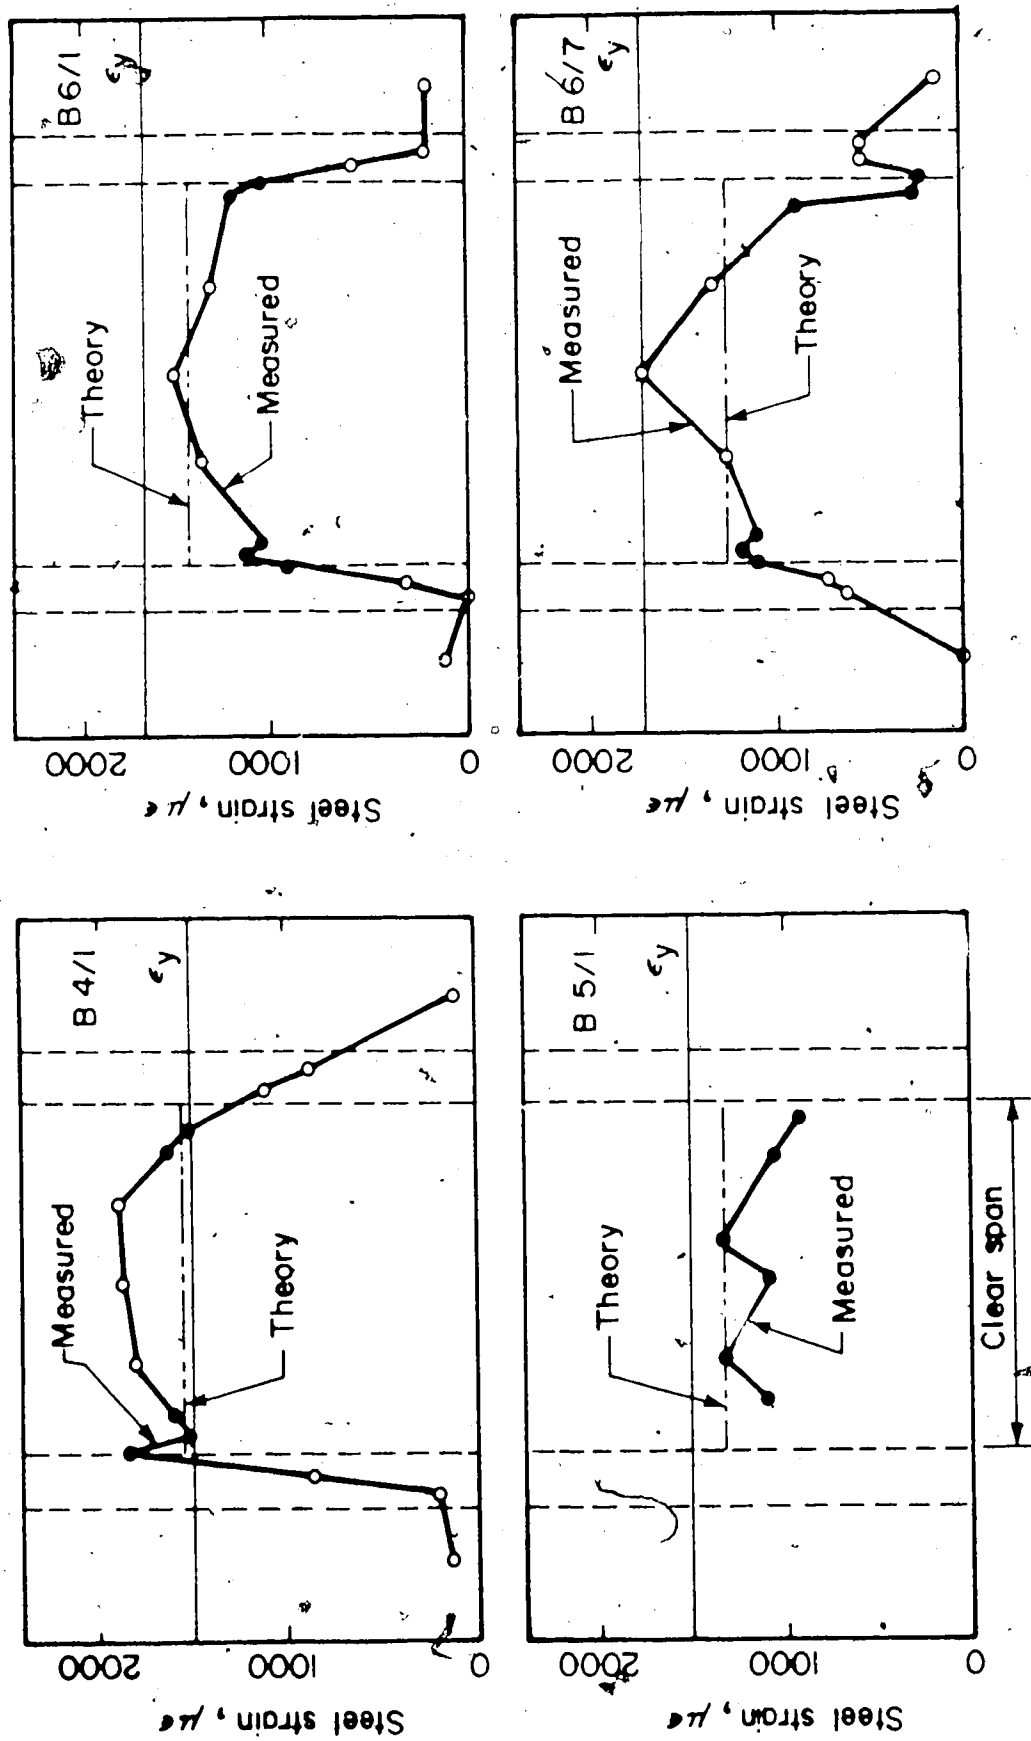 B 4/1
ϵy
Measured
Theory
2000
1000
0
Steel strain, μϵ
B 6/1
ϵy
Theory
Measured
2000
1000
0
Steel strain, μϵ
B 5/1
ϵy
Theory
Measured
2000
1000
0
Steel strain, μϵ
Clear span
B 6/7
ϵy
Measured
Theory
2000
1000
0
Steel strain, μϵ